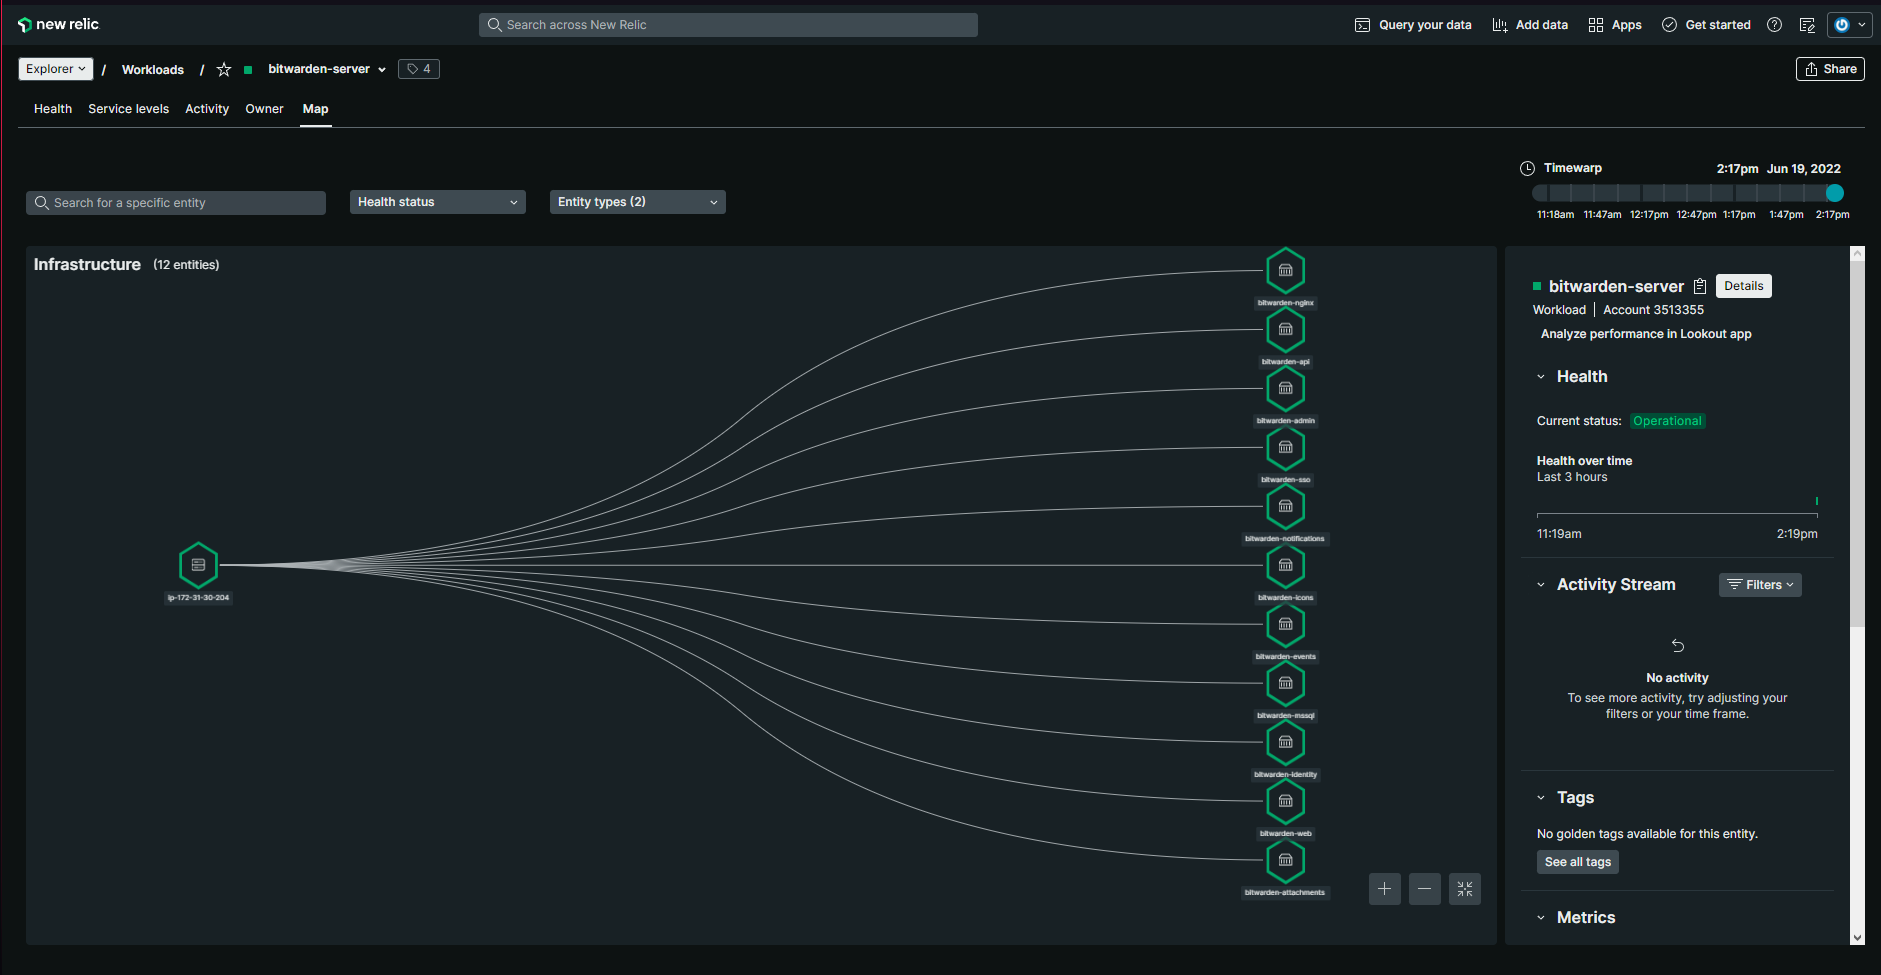 new relic
Search across New Relic
Query your data
Add data
Apps
Get started
Explorer / Workloads / bitwarden-server 4
Share
Health Service levels Activity Owner Map
Timewarp 2:17pm Jun 19, 2022
Search for a specific entity
Health status
Entity types (2)
11:18am 11:47am 12:17pm 12:47pm 1:17pm 1:47pm 2:17pm
Infrastructure (12 entities)
ip-172-31-30-204
bitwarden-nginx
bitwarden-api
bitwarden-admin
bitwarden-sso
bitwarden-notifications
bitwarden-icons
bitwarden-events
bitwarden-mssql
bitwarden-identity
bitwarden-web
bitwarden-attachments
bitwarden-server Details
Workload | Account 3513355
Analyze performance in Lookout app
Health
Current status: Operational
Health over time
Last 3 hours
11:19am 2:19pm
Activity Stream Filters
No activity
To see more activity, try adjusting your
filters or your time frame.
Tags
No golden tags available for this entity.
See all tags
Metrics